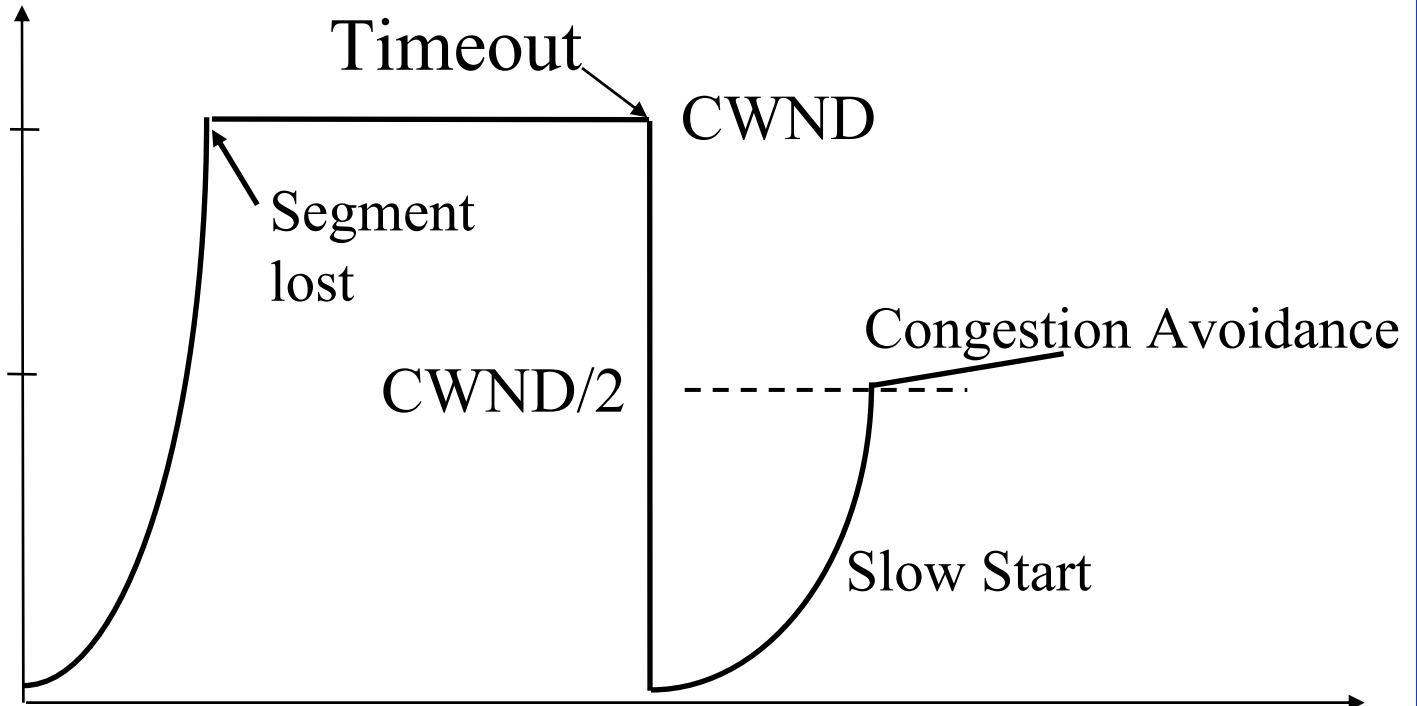 Timeout
CWND
Segment
lost
Congestion Avoidance
CWND/2
Slow Start